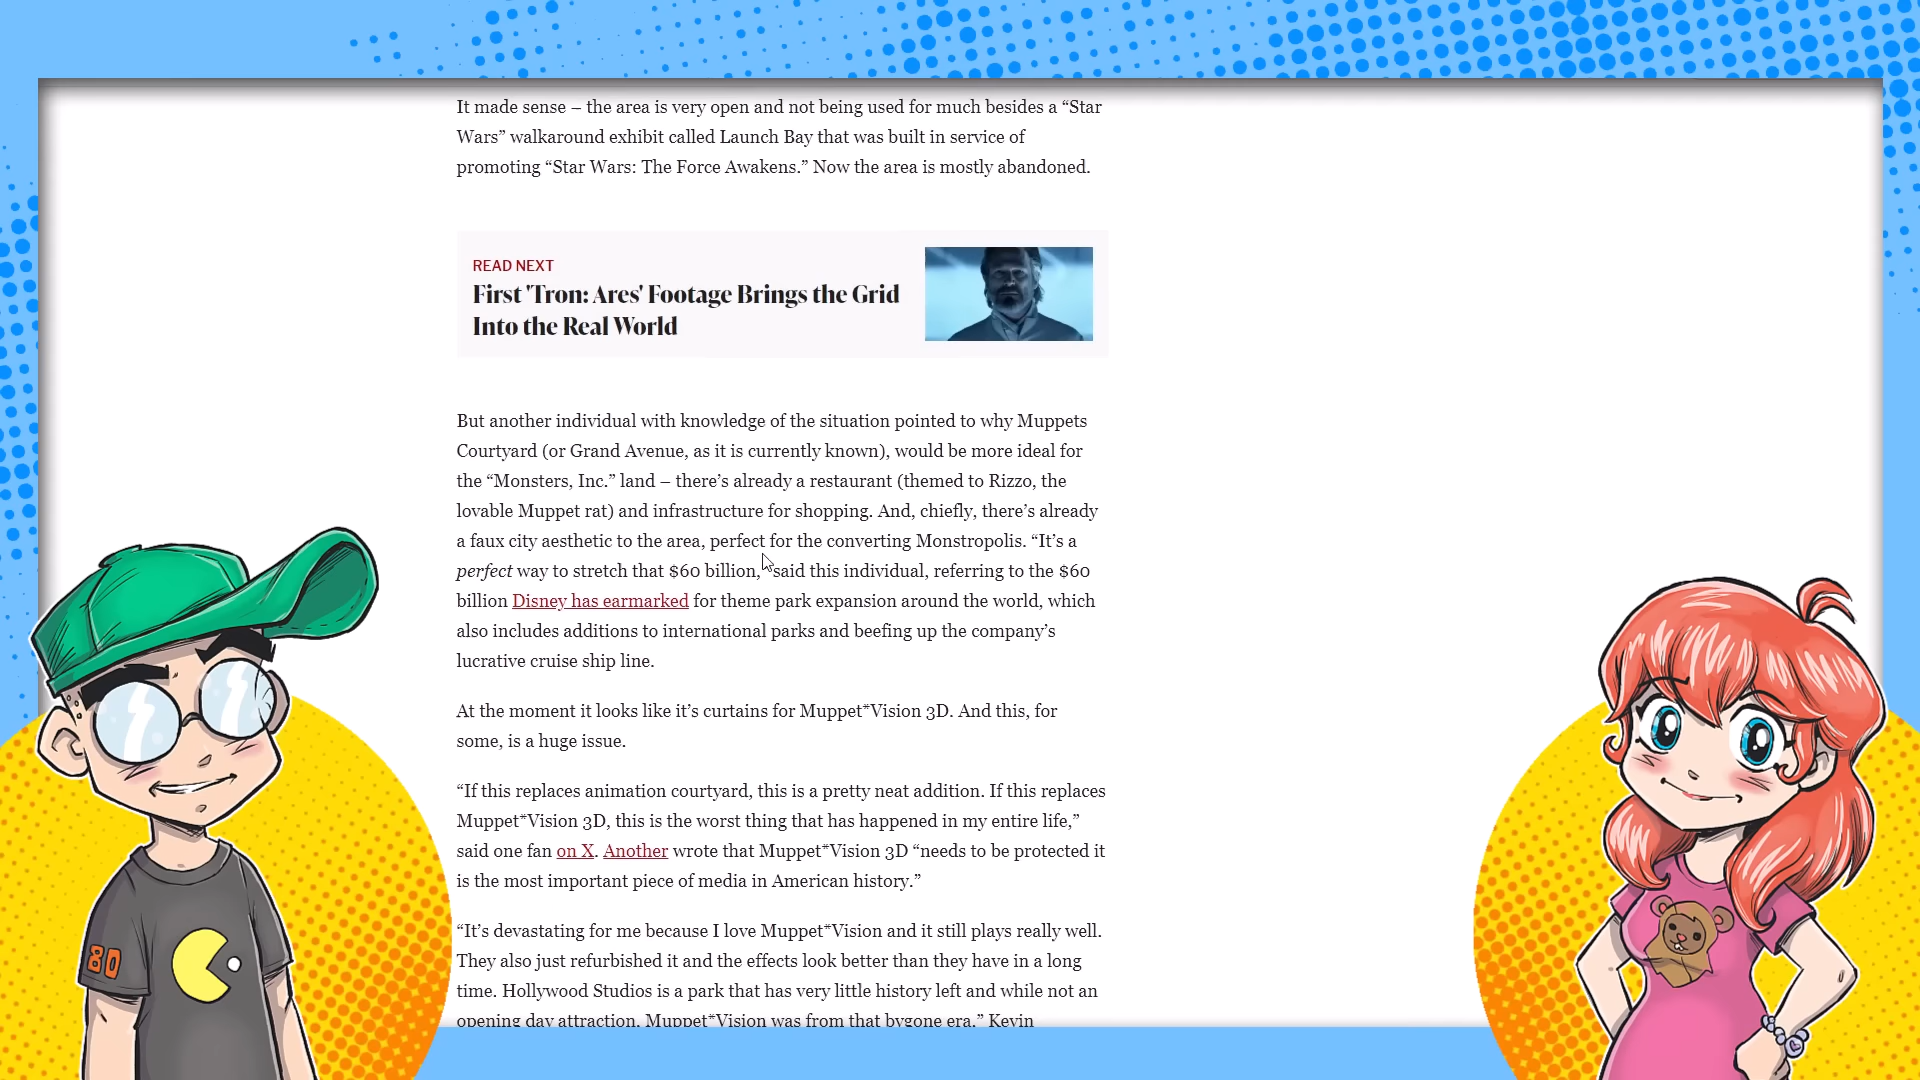 It made sense – the area is very open and not being used for much besides a “Star
Wars” walkaround exhibit called Launch Bay that was built in service of
promoting “Star Wars: The Force Awakens.” Now the area is mostly abandoned.
READ NEXT
First 'Tron: Ares' Footage Brings the Grid
Into the Real World
But another individual with knowledge of the situation pointed to why Muppets
Courtyard (or Grand Avenue, as it is currently known), would be more ideal for
the “Monsters, Inc.” land – there’s already a restaurant (themed to Rizzo, the
lovable Muppet rat) and infrastructure for shopping. And, chiefly, there’s already
a faux city aesthetic to the area, perfect for the converting Monstropolis. “It’s a
perfect way to stretch that $60 billion,” said this individual, referring to the $60
billion Disney has earmarked for theme park expansion around the world, which
also includes additions to international parks and beefing up the company’s
lucrative cruise ship line.
At the moment it looks like it’s curtains for Muppet*Vision 3D. And this, for
some, is a huge issue.
“If this replaces animation courtyard, this is a pretty neat addition. If this replaces
Muppet*Vision 3D, this is the worst thing that has happened in my entire life,”
said one fan on X. Another wrote that Muppet*Vision 3D “needs to be protected it
is the most important piece of media in American history.”
“It’s devastating for me because I love Muppet*Vision and it still plays really well.
They also just refurbished it and the effects look better than they have in a long
time. Hollywood Studios is a park that has very little history left and while not an
opening day attraction, Muppet*Vision was from that bygone era,” Kevin
80